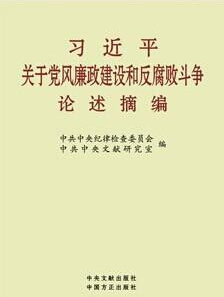 习近平
关于党风廉政建设和反腐败斗争
论述摘编
中共中央纪律检查委员会
中共中央文献研究室 编
中央文献出版社
中国方正出版社